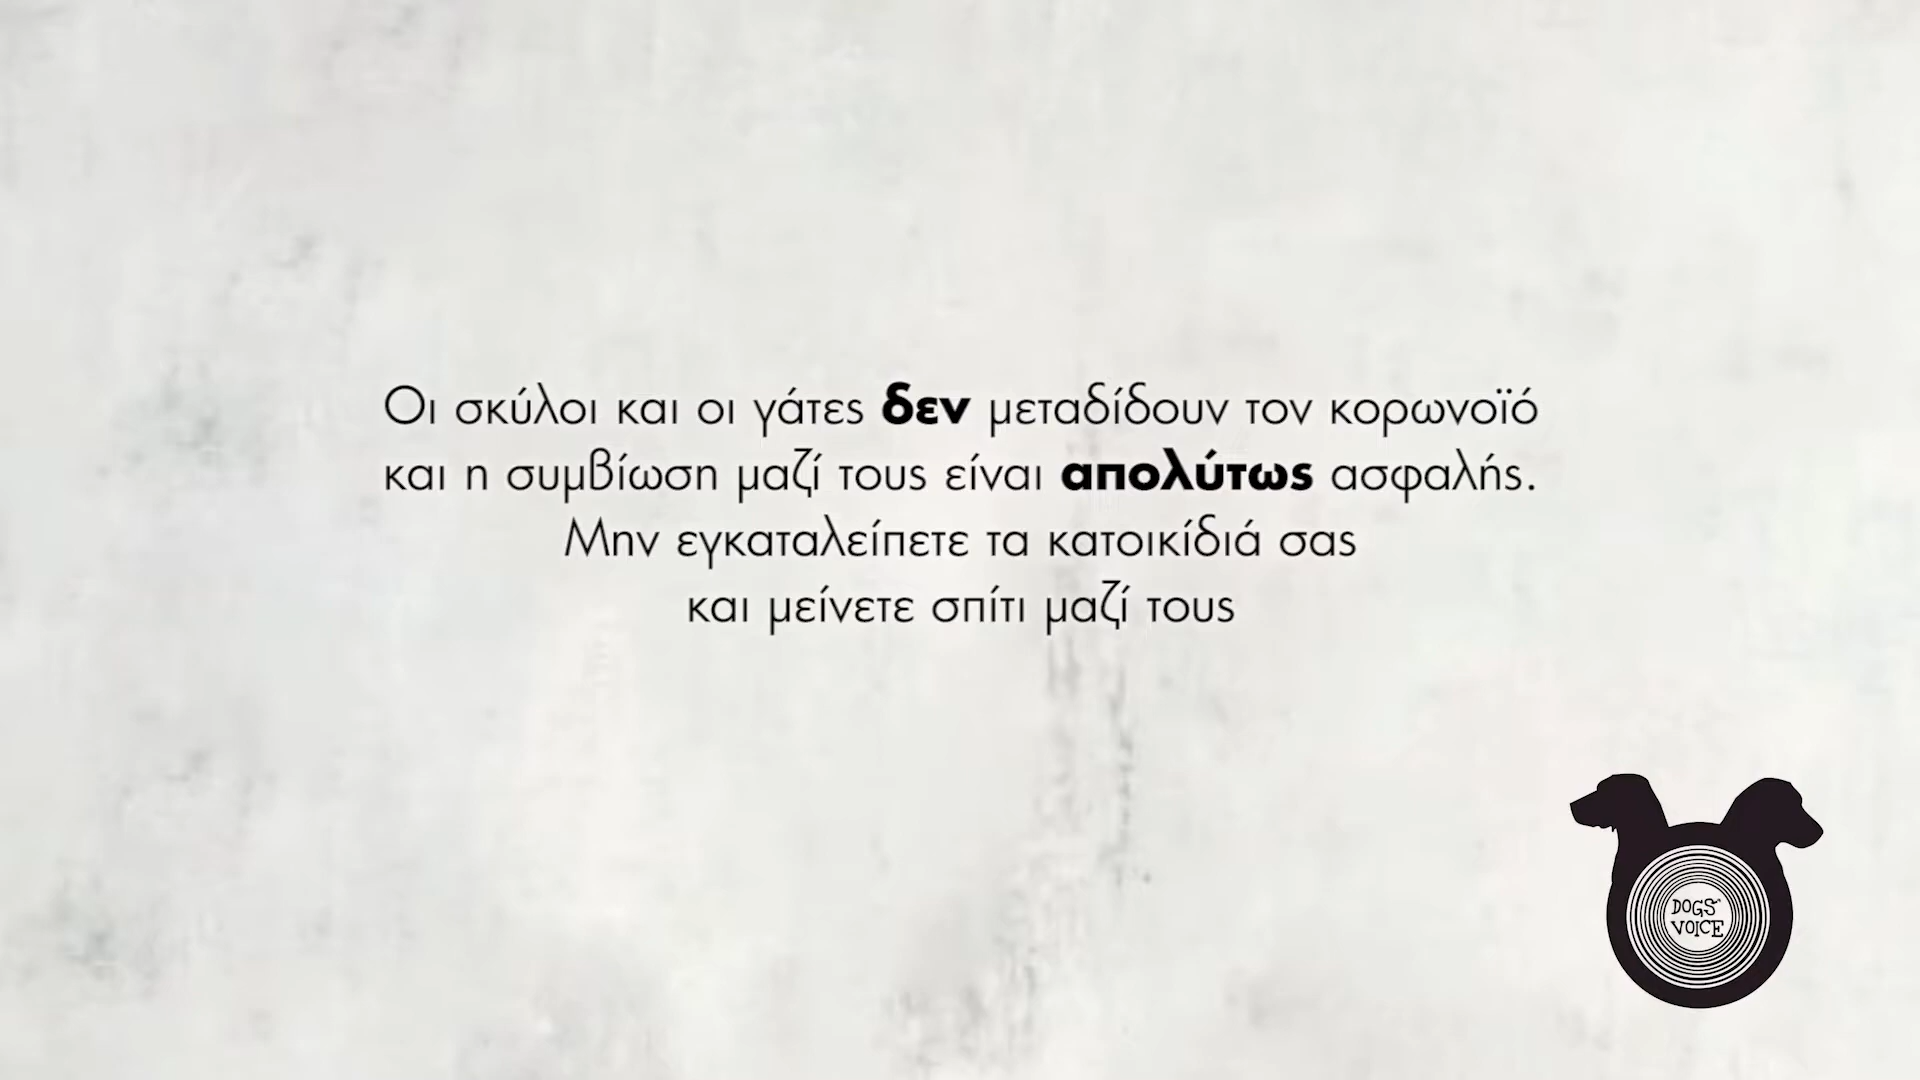 Οι σκύλοι και οι γάτες δεν μεταδίδουν τον κορωνοϊό
και η συμβίωση μαζί τους είναι απολύτως ασφαλής.
Μην εγκαταλείπετε τα κατοικίδιά σας
και μείνετε σπίτι μαζί τους
DOGS'
VOICE